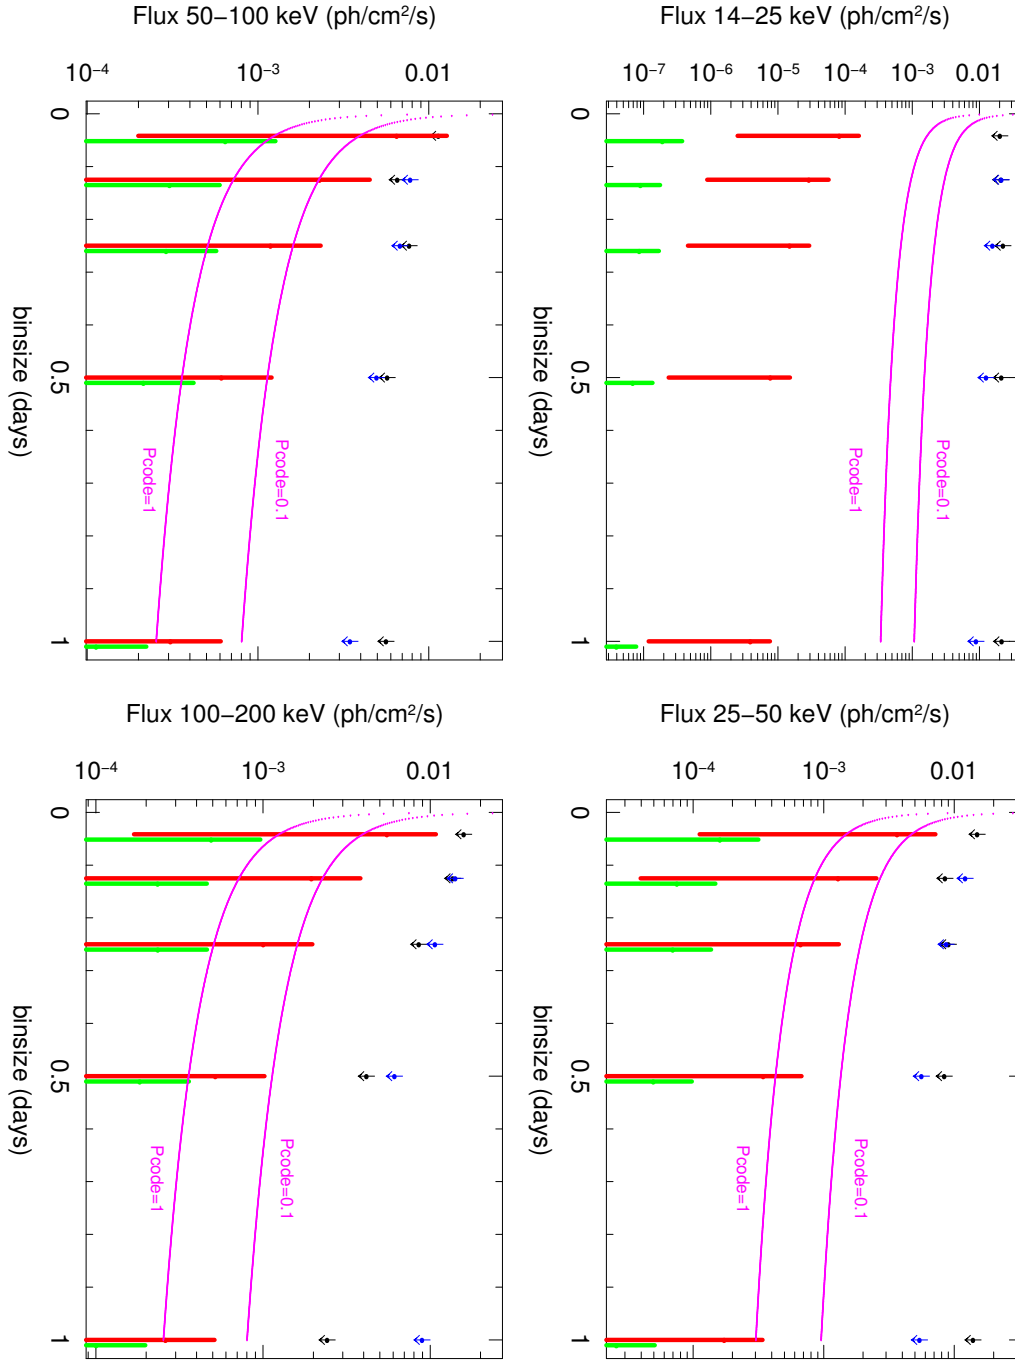 Flux 50−100 keV (ph/cm²/s)
10⁻⁴
10⁻³
0.01
0
0.5
1
binsize (days)
Pcode=1
Pcode=0.1
Flux 14−25 keV (ph/cm²/s)
10⁻⁷
10⁻⁶
10⁻⁵
10⁻⁴
10⁻³
0.01
0
0.5
1
binsize (days)
Pcode=1
Pcode=0.1
Flux 100−200 keV (ph/cm²/s)
10⁻⁴
10⁻³
0.01
0
0.5
1
binsize (days)
Pcode=1
Pcode=0.1
Flux 25−50 keV (ph/cm²/s)
10⁻⁴
10⁻³
0.01
0
0.5
1
binsize (days)
Pcode=1
Pcode=0.1